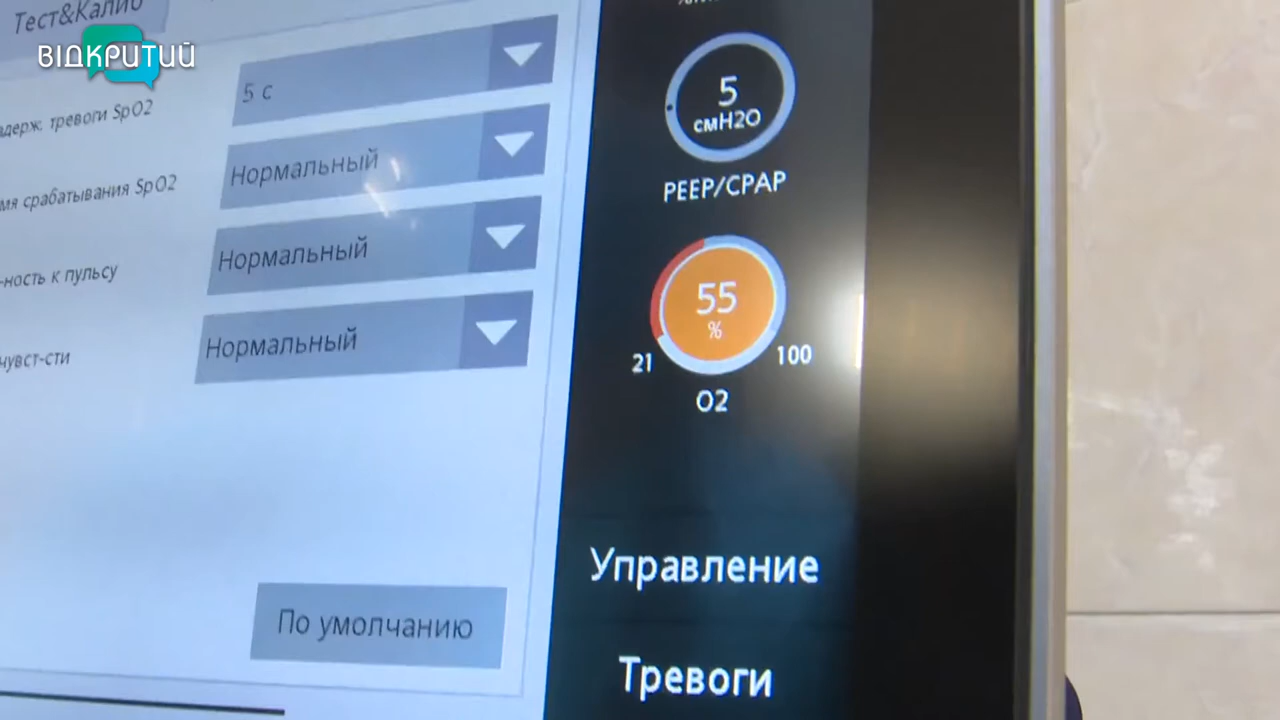 Тест&Калиб
ВІДКРИТИЙ
держ. тревоги SpO2
5 с
мя срабатывания SpO2
Нормальный
-ность к пульсу
Нормальный
чувст-сти
Нормальный
По умолчанию
5
смH2O
PEEP/CPAP
55
%
21
100
O2
Управление
Тревоги